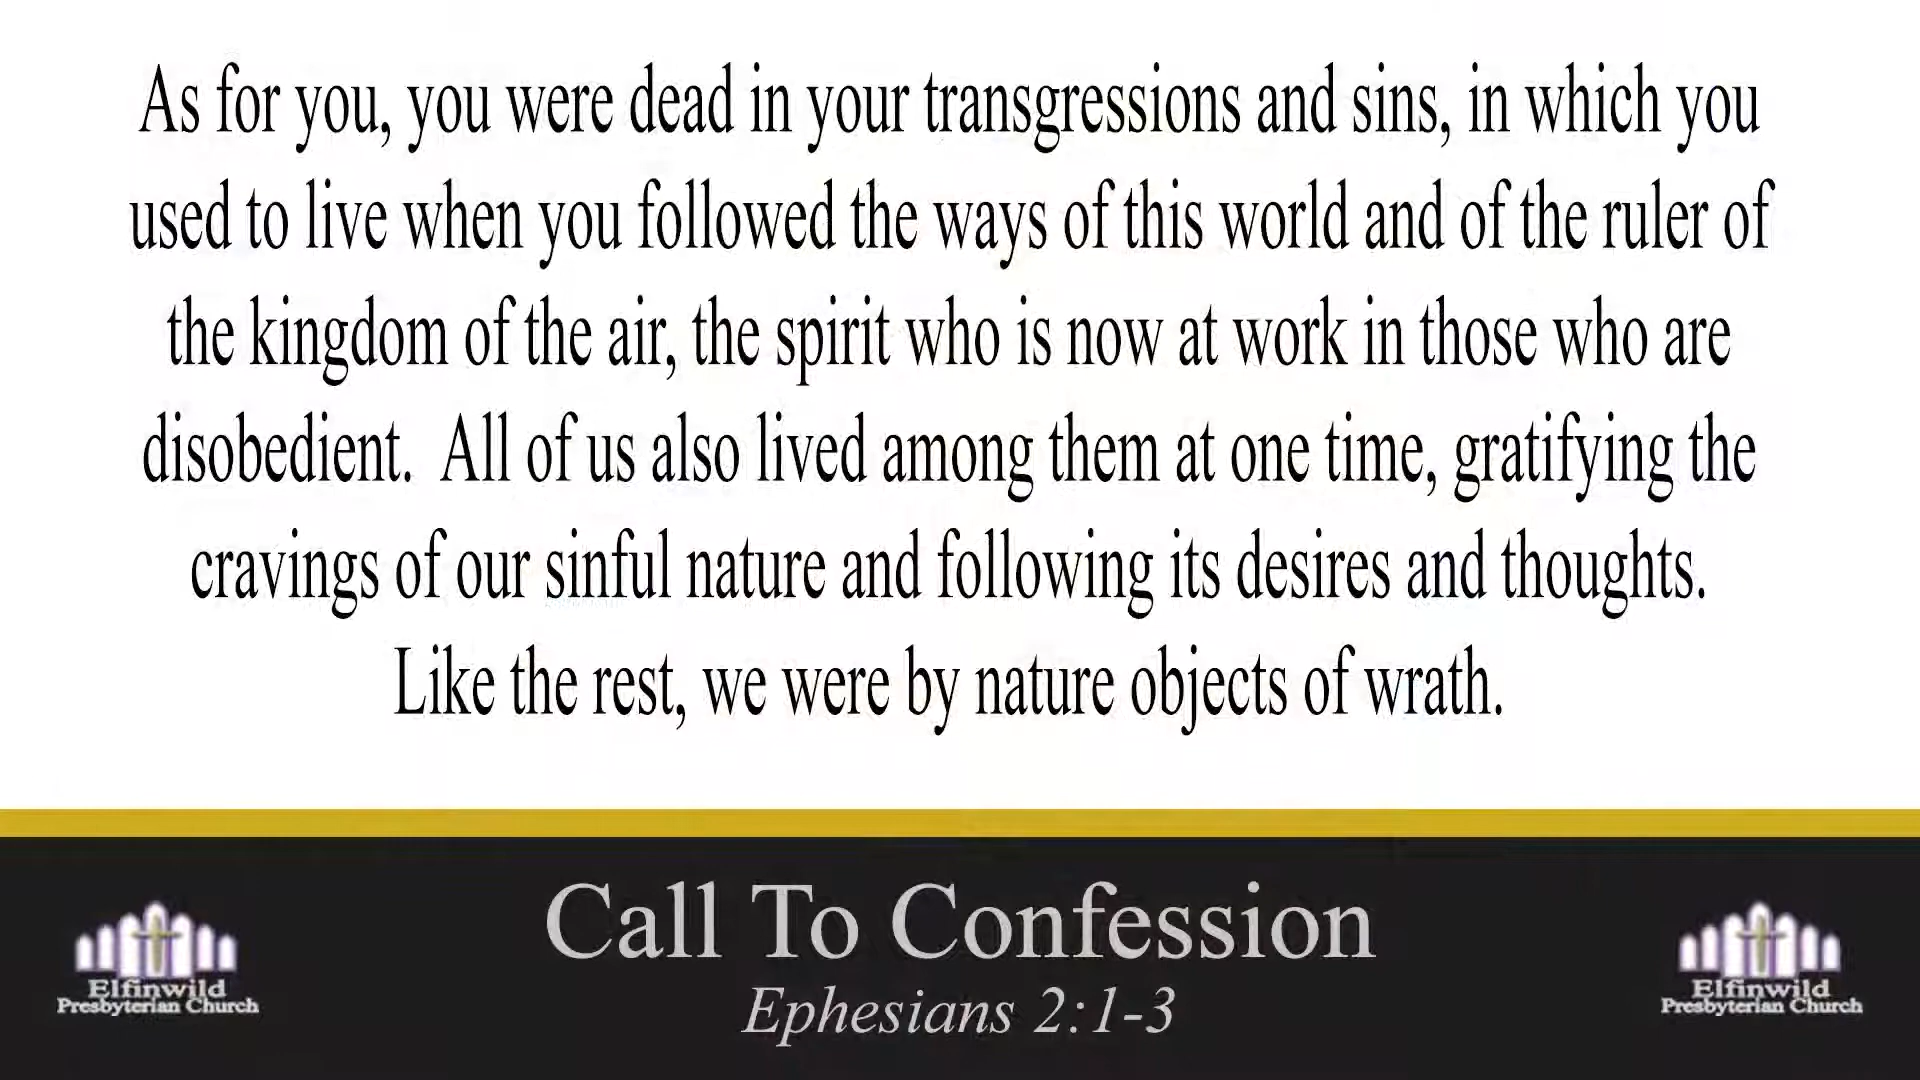 As for you, you were dead in your transgressions and sins, in which you
used to live when you followed the ways of this world and of the ruler of
the kingdom of the air, the spirit who is now at work in those who are
disobedient.  All of us also lived among them at one time, gratifying the
cravings of our sinful nature and following its desires and thoughts.
Like the rest, we were by nature objects of wrath.
Call To Confession
Ephesians 2:1-3
Elfinwild
Presbyterian Church
Elfinwild
Presbyterian Church